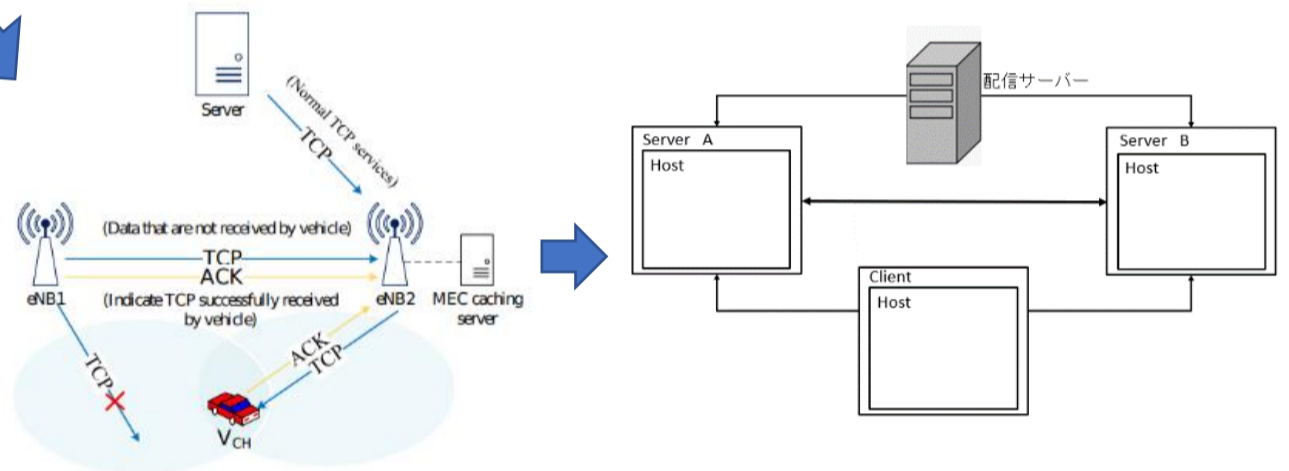 Server
(Normal TCP services)
TCP
(Data that are not received by vehicle)
TCP
ACK
eNB1
(Indicate TCP successfully received
by vehicle)
eNB2
MEC caching
server
TCP
ACK
TCP
VCH
配信サーバー
Server A
Host
Server B
Host
Client
Host